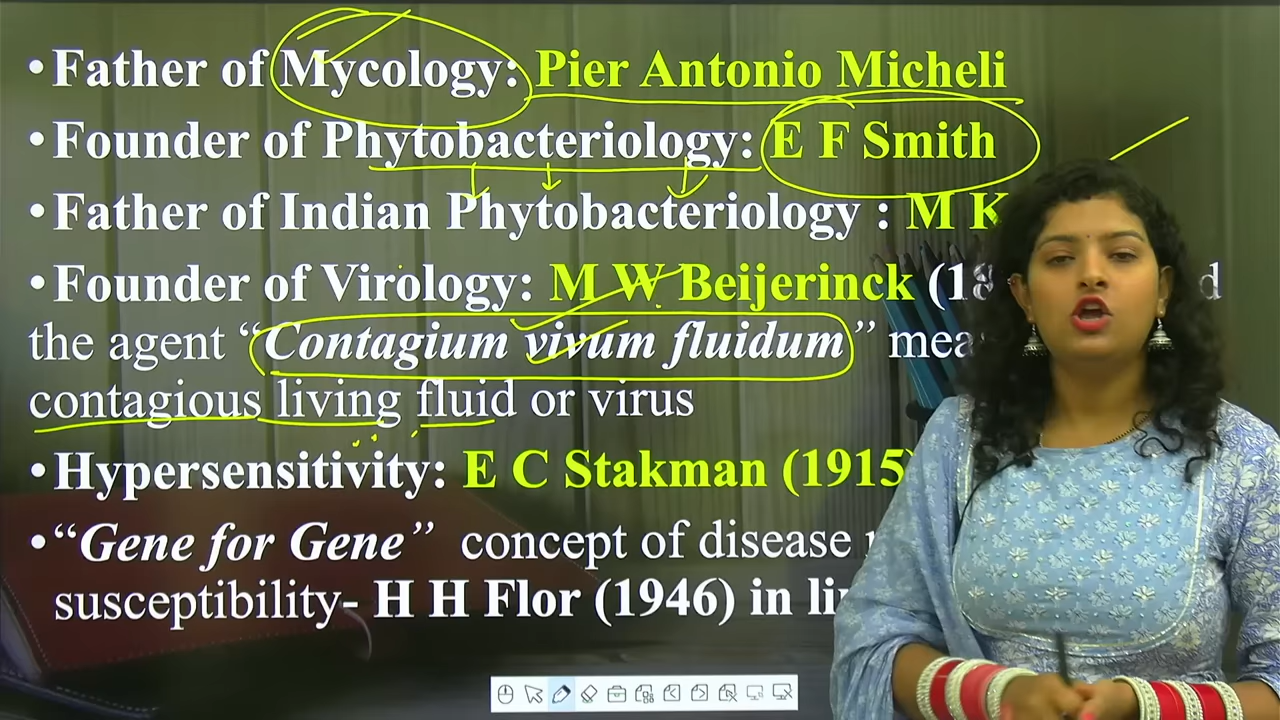 • Father of Mycology: Pier Antonio Micheli
• Founder of Phytobacteriology: E F Smith
• Father of Indian Phytobacteriology : M K
• Founder of Virology: M W Beijerinck (18
the agent “Contagium vivum fluidum”
contagious living fluid or virus
• Hypersensitivity: E C Stakman (1915)
• “Gene for Gene” concept of disease
susceptibility- H H Flor (1946) in